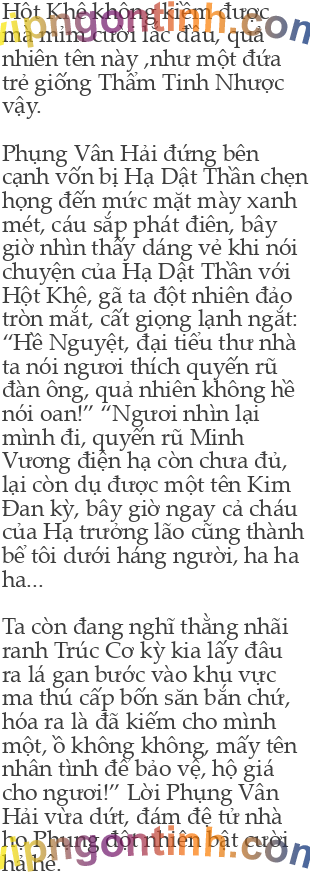 Hột Khê không kiềm được
mà mỉm cười lắc đầu, quả
nhiên tên này ,như một đứa
trẻ giống Thẩm Tinh Nhược
vậy.
Phụng Vân Hải đứng bên
cạnh vốn bị Hạ Dật Thần chẹn
họng đến mức mặt mày xanh
mét, cáu sắp phát điên, bây
giờ nhìn thấy dáng vẻ khi nói
chuyện của Hạ Dật Thần với
Hột Khê, gã ta đột nhiên đảo
tròn mắt, cất giọng lạnh ngắt:
“Hề Nguyệt, đại tiểu thư nhà
ta nói ngươi thích quyến rũ
đàn ông, quả nhiên không hề
nói oan!” “Ngươi nhìn lại
mình đi, quyến rũ Minh
Vương điện hạ còn chưa đủ,
lại còn dụ được một tên Kim
Đan kỳ, bây giờ ngay cả cháu
của Hạ trưởng lão cũng thành
bể tôi dưới háng người, ha ha
ha...
Ta còn đang nghĩ thằng nhãi
ranh Trúc Cơ kỳ kia lấy đâu
ra lá gan bước vào khu vực
ma thú cấp bốn săn bắn chứ,
hóa ra là đã kiếm cho mình
một, ồ không không, mấy tên
nhân tình để bảo vệ, hộ giá
cho ngươi!” Lời Phụng Vân
Hải vừa dứt, đám đệ tử nhà
họ Phụng đột nhiên bật cười
hả hê.
vipngontinh.com
vipngontinh.com